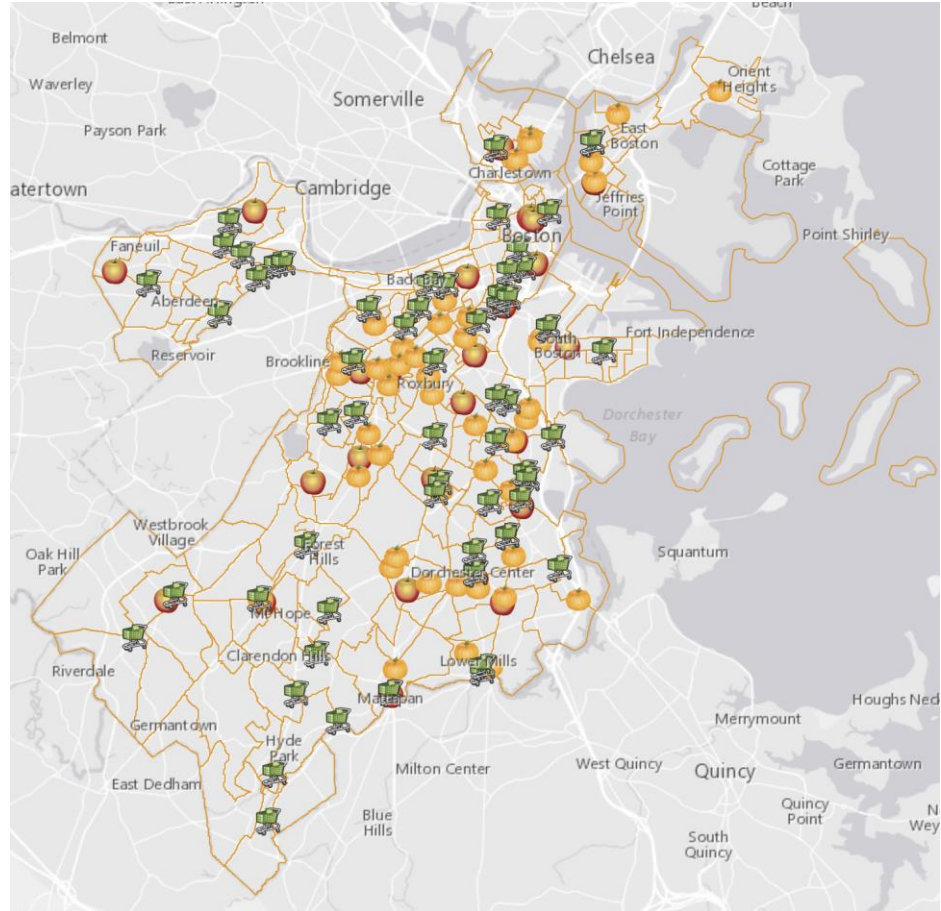 Belmont
Chelsea
Beach
Waverley
Orient
Heights
Somerville
Payson Park
East
Boston
Charlestown
Cottage
Park
Cambridge
Jeffries
Point
Faneuil
Boston
Point Shirley
Back
Aberdeen
Reservoir
Brookline
South
Boston
Fort Independence
Roxbury
Dorchester
Bay
Westbrook
Village
Oak Hill
Park
Forest
Hills
Squantum
Dorchester Center
Mt Hope
Clarendon Hills
Lower Mills
Riverdale
Mattapan
Houghs
Germantown
Merrymount
Hyde
Park
East Dedham
Milton Center
West Quincy
Quincy
Germantown
Blue
Hills
Quincy
Point
South
Quincy